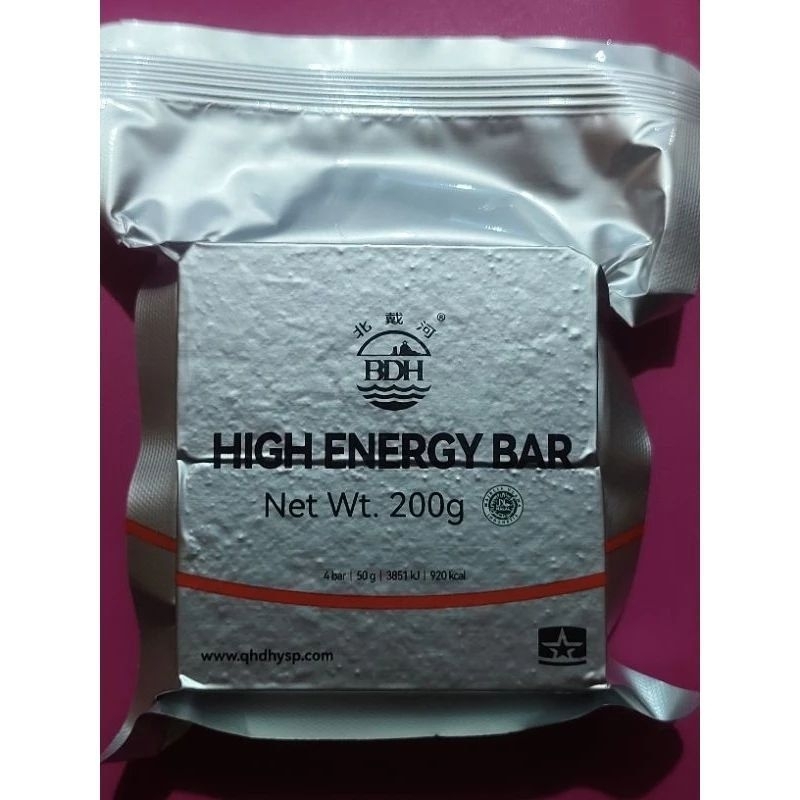 北戴河®
BDH
HIGH ENERGY BAR
Net Wt. 200g
HALAL
4 bar | 50 g | 3851 kJ | 920 kcal
www.qhdhysp.com